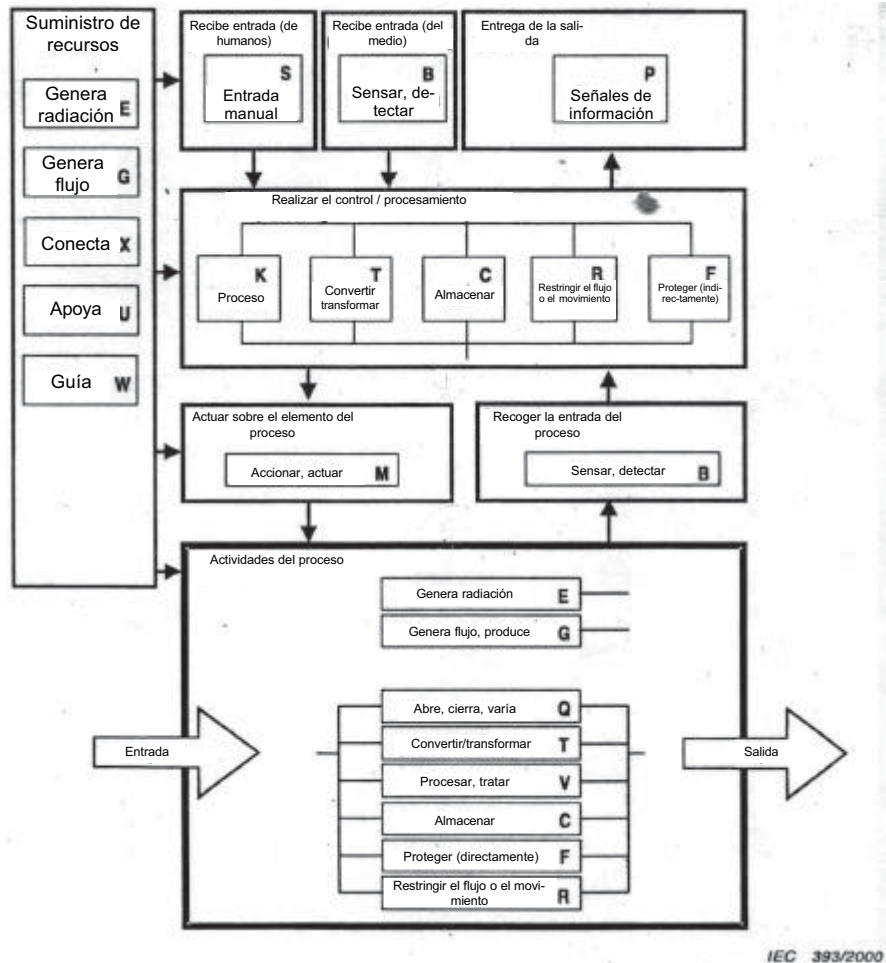 Suministro de
recursos
Genera
radiación E
Genera
flujo G
Conecta X
Apoya U
Guía W
Recibe entrada (de
humanos)
S
Entrada
manual
Recibe entrada (del
medio)
B
Sensar, de-
tectar
Entrega de la sali-
da
P
Señales de
información
Realizar el control / procesamiento
K
Proceso
T
Convertir
transformar
C
Almacenar
R
Restringir el flujo
o el movimiento
F
Proteger (indi-
rec-tamente)
Actuar sobre el elemento del
proceso
Accionar, actuar M
Recoger la entrada del
proceso
Sensar, detectar B
Actividades del proceso
Genera radiación E
Genera flujo, produce G
Abre, cierra, varía Q
Convertir/transformar T
Procesar, tratar V
Almacenar C
Proteger (directamente) F
Restringir el flujo o el movi-
miento R
Entrada
Salida
IEC 393/2000